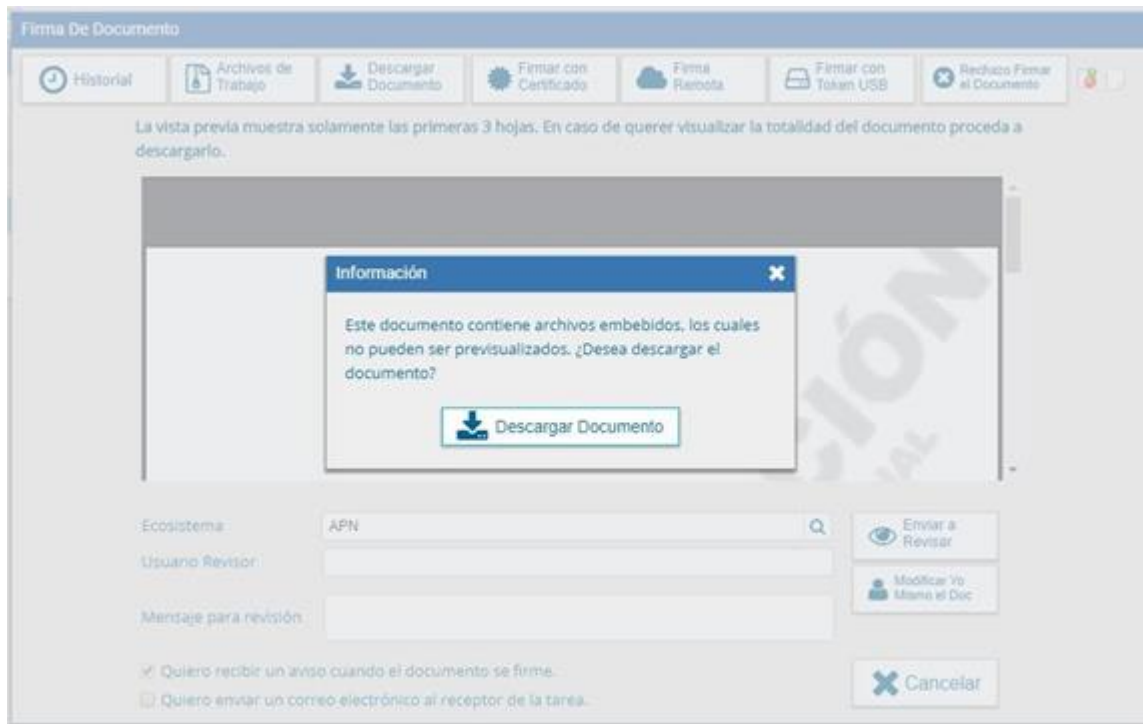 Firma De Documento
Historial
Archivos de
Trabajo
Descargar
Documento
Firmar con
Certificado
Firma
Remota
Firmar con
Token USB
Rechazo Firmar
el Documento
La vista previa muestra solamente las primeras 3 hojas. En caso de querer visualizar la totalidad del documento proceda a
descargarlo.
Información
Este documento contiene archivos embebidos, los cuales
no pueden ser previsualizados. ¿Desea descargar el
documento?
Descargar Documento
CIÓN
Ecosistema
APN
Enviar a
Revisar
Usuario Revisor
Modificar Yo
Mismo el Doc
Mensaje para revisión
Quiero recibir un aviso cuando el documento se firme.
Quiero enviar un correo electrónico al receptor de la tarea.
Cancelar